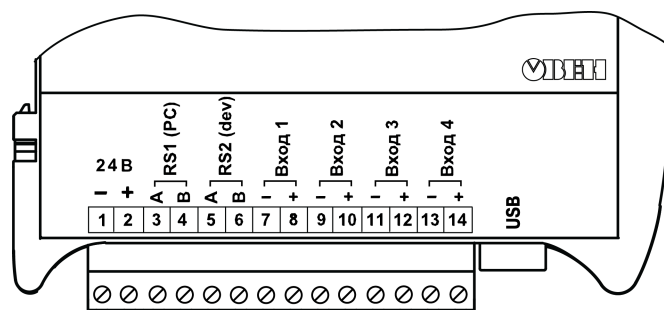 ОВЕН
24В
RS1 (PC)
RS2 (dev)
Вход 1
Вход 2
Вход 3
Вход 4
USB
– + A B A B – + – + – + – +
1 2 3 4 5 6 7 8 9 10 11 12 13 14